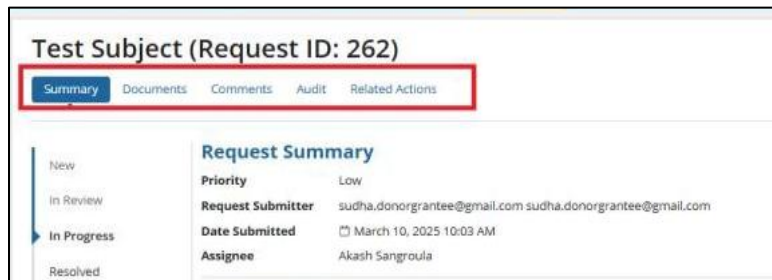 Test Subject (Request ID: 262)
Summary Documents Comments Audit Related Actions
New
In Review
In Progress
Resolved
Request Summary
Priority Low
Request Submitter sudha.donorgrantee@gmail.com sudha.donorgrantee@gmail.com
Date Submitted March 10, 2025 10:03 AM
Assignee Akash Sangroula